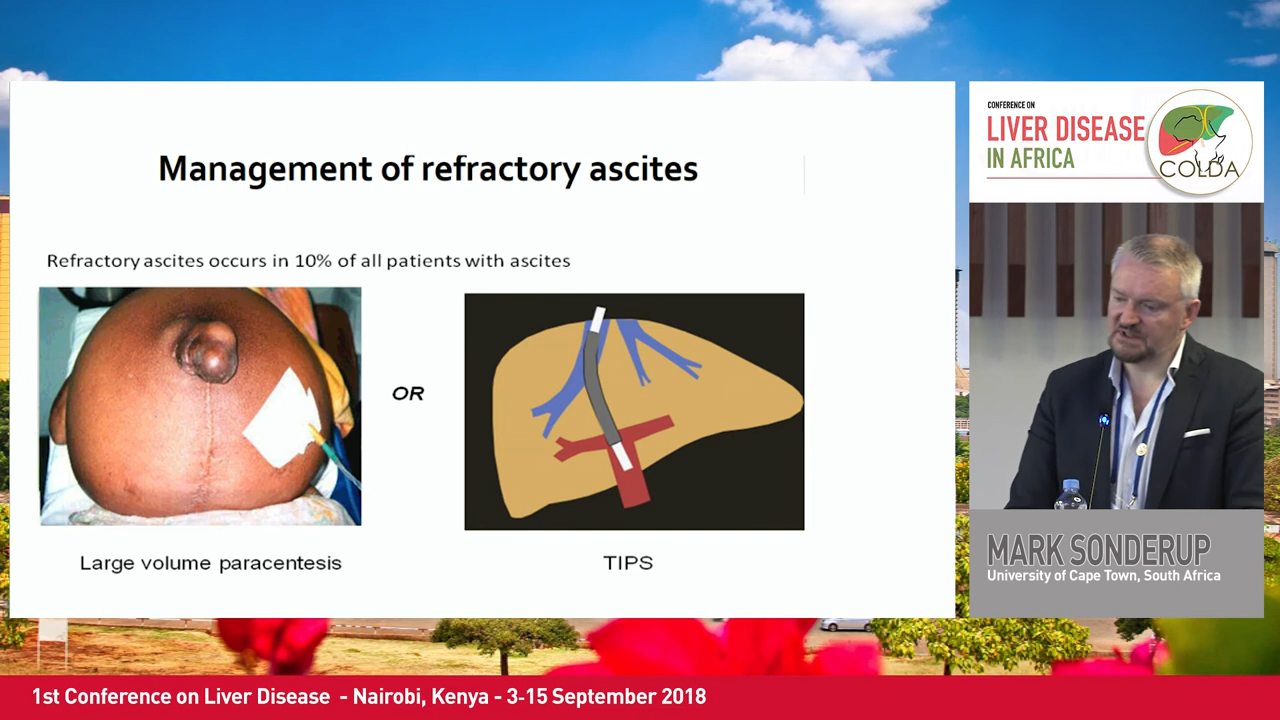 Management of refractory ascites
Refractory ascites occurs in 10% of all patients with ascites
OR
Large volume paracentesis
TIPS
CONFERENCE ON
LIVER DISEASE
IN AFRICA
COLDA
MARK SONDERUP
University of Cape Town, South Africa
1st Conference on Liver Disease - Nairobi, Kenya - 3-15 September 2018